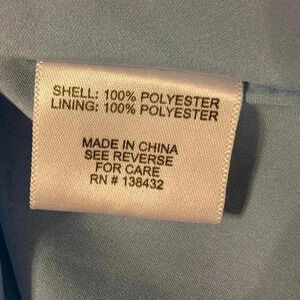 SHELL: 100% POLYESTER
LINING: 100% POLYESTER
MADE IN CHINA
SEE REVERSE
FOR CARE
RN # 138432